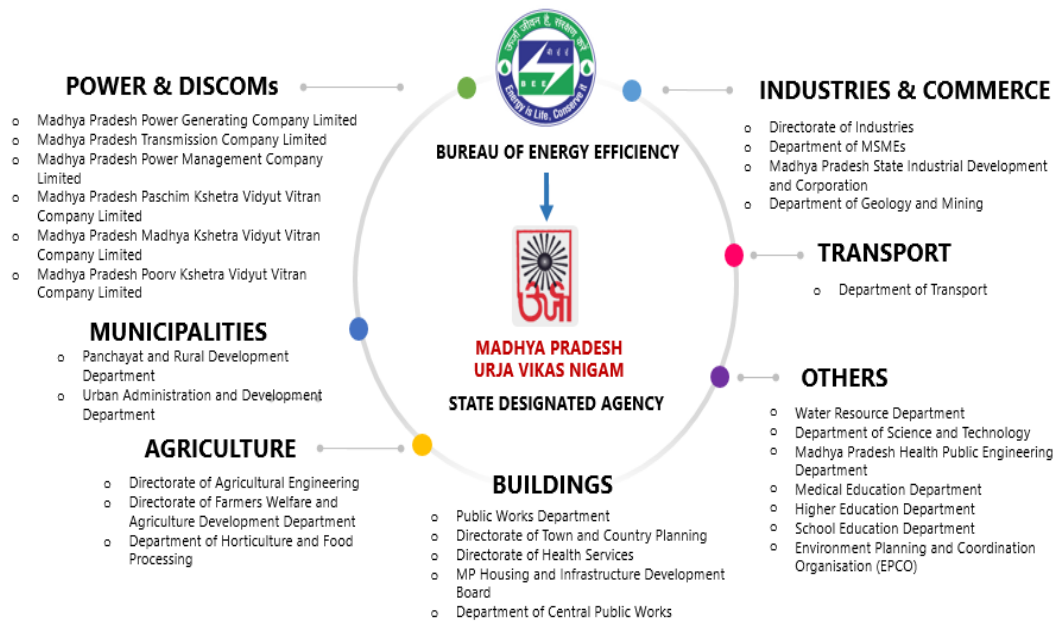 ऊर्जा जीवन है, संरक्षण करें
बी ई ई
BEE
Energy is Life, Conserve it
BUREAU OF ENERGY EFFICIENCY
ऊर्जा
MADHYA PRADESH
URJA VIKAS NIGAM
STATE DESIGNATED AGENCY
POWER & DISCOMs
o Madhya Pradesh Power Generating Company Limited
o Madhya Pradesh Transmission Company Limited
o Madhya Pradesh Power Management Company
Limited
o Madhya Pradesh Paschim Kshetra Vidyut Vitran
Company Limited
o Madhya Pradesh Madhya Kshetra Vidyut Vitran
Company Limited
o Madhya Pradesh Poorv Kshetra Vidyut Vitran
Company Limited
MUNICIPALITIES
o Panchayat and Rural Development
Department
o Urban Administration and Development
Department
AGRICULTURE
o Directorate of Agricultural Engineering
o Directorate of Farmers Welfare and
Agriculture Development Department
o Department of Horticulture and Food
Processing
BUILDINGS
o Public Works Department
o Directorate of Town and Country Planning
o Directorate of Health Services
o MP Housing and Infrastructure Development
Board
o Department of Central Public Works
INDUSTRIES & COMMERCE
o Directorate of Industries
o Department of MSMEs
o Madhya Pradesh State Industrial Development
and Corporation
o Department of Geology and Mining
TRANSPORT
o Department of Transport
OTHERS
o Water Resource Department
o Department of Science and Technology
o Madhya Pradesh Health Public Engineering
Department
o Medical Education Department
o Higher Education Department
o School Education Department
o Environment Planning and Coordination
Organisation (EPCO)